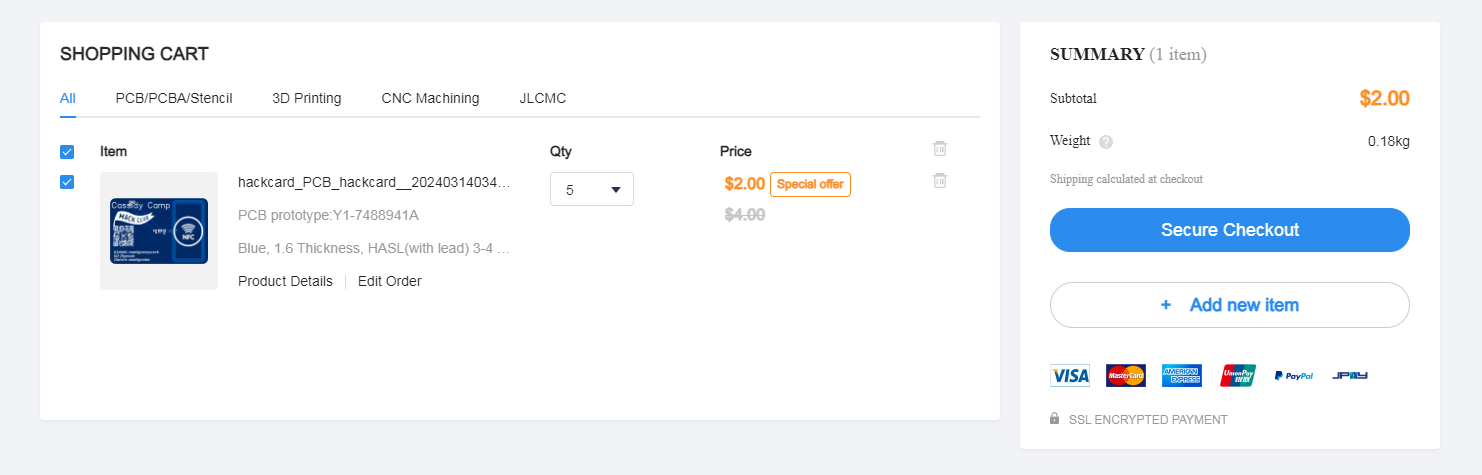 SHOPPING CART
All PCB/PCBA/Stencil 3D Printing CNC Machining JLCMC
Item Qty Price
Cassidy Camp
HACK CLUB
NFC
hackcard_PCB_hackcard__20240314034...
PCB prototype:Y1-7488941A
Blue, 1.6 Thickness, HASL(with lead) 3-4 ...
Product Details Edit Order
5
$2.00 Special offer
$4.00
SUMMARY (1 item)
Subtotal $2.00
Weight ? 0.18kg
Shipping calculated at checkout
Secure Checkout
+ Add new item
VISA MasterCard AMERICAN EXPRESS UnionPay 银联 PayPal JPAY
SSL ENCRYPTED PAYMENT